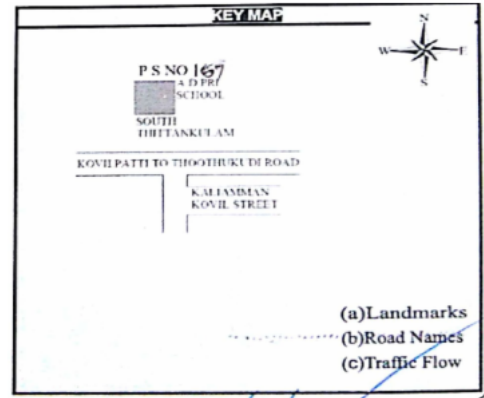 KEY MAP
N
W E
S
P S NO 167
A D PRI
SCHOOL
SOUTH
THITTANKULAM
KOVILPATTI TO THOOTHUKUDI ROAD
KALIAMMAN
KOVIL STREET
(a)Landmarks
(b)Road Names
(c)Traffic Flow